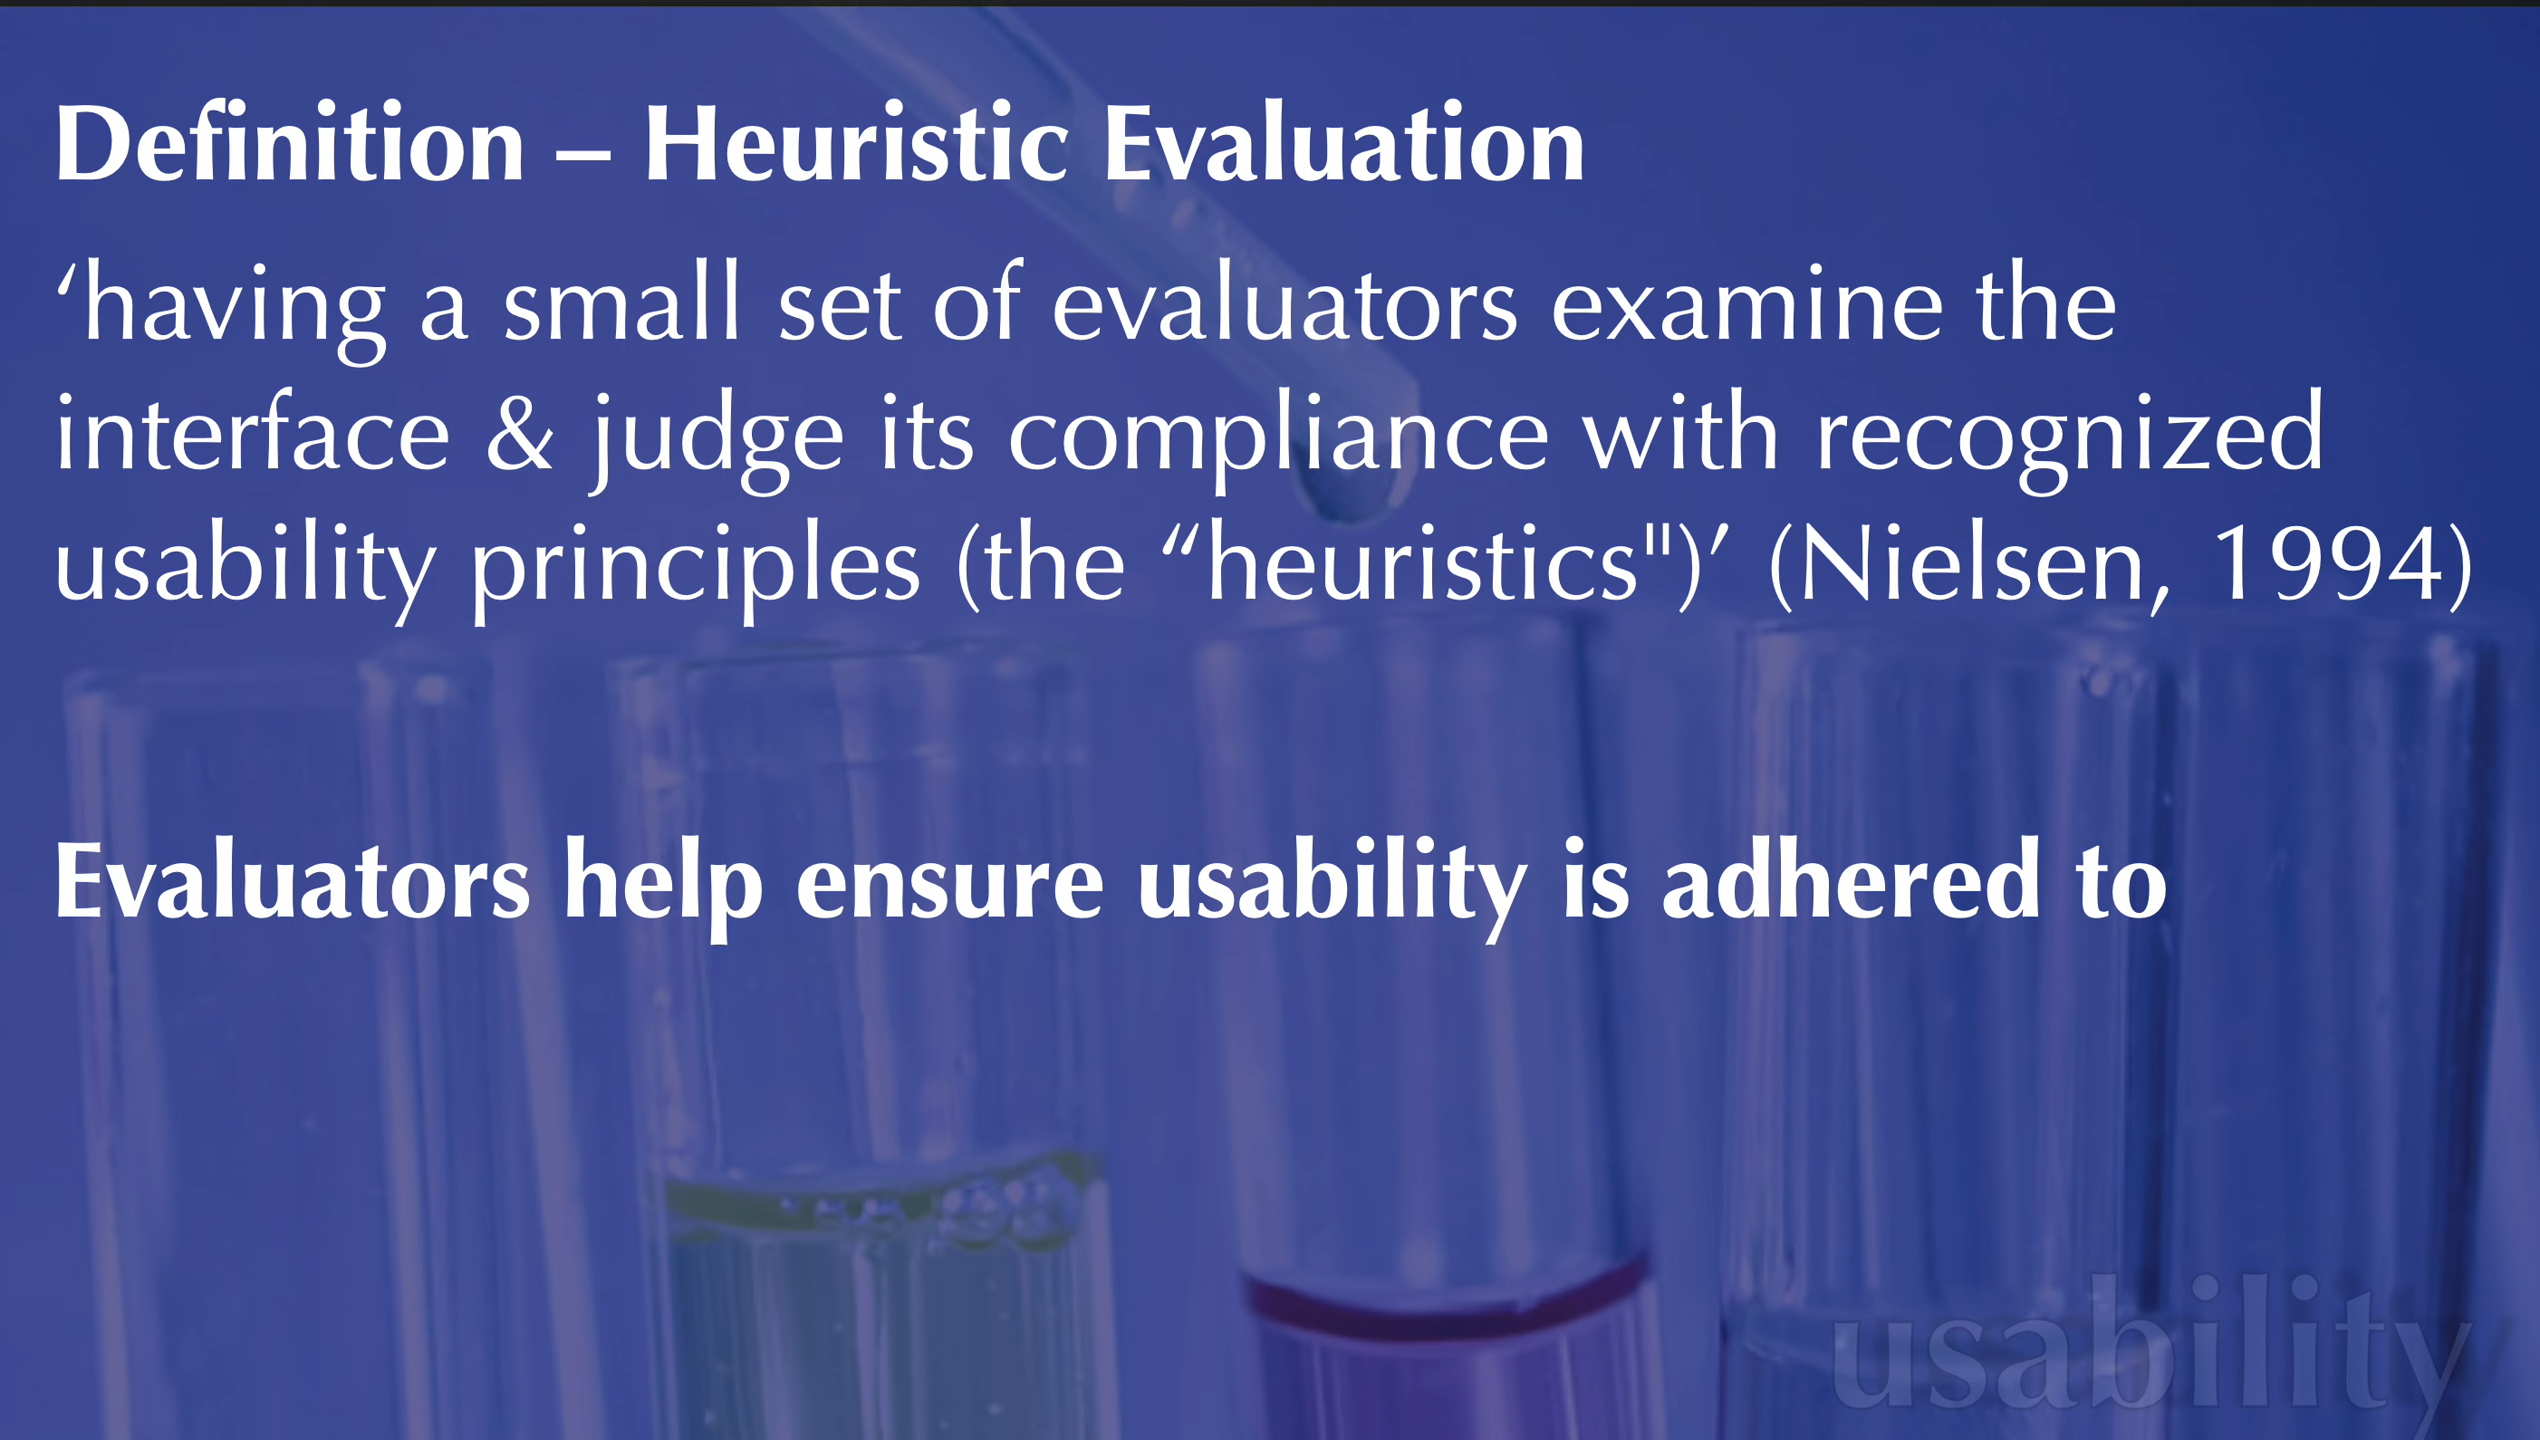 Definition – Heuristic Evaluation
‘having a small set of evaluators examine the
interface & judge its compliance with recognized
usability principles (the “heuristics")’ (Nielsen, 1994)
Evaluators help ensure usability is adhered to
usability